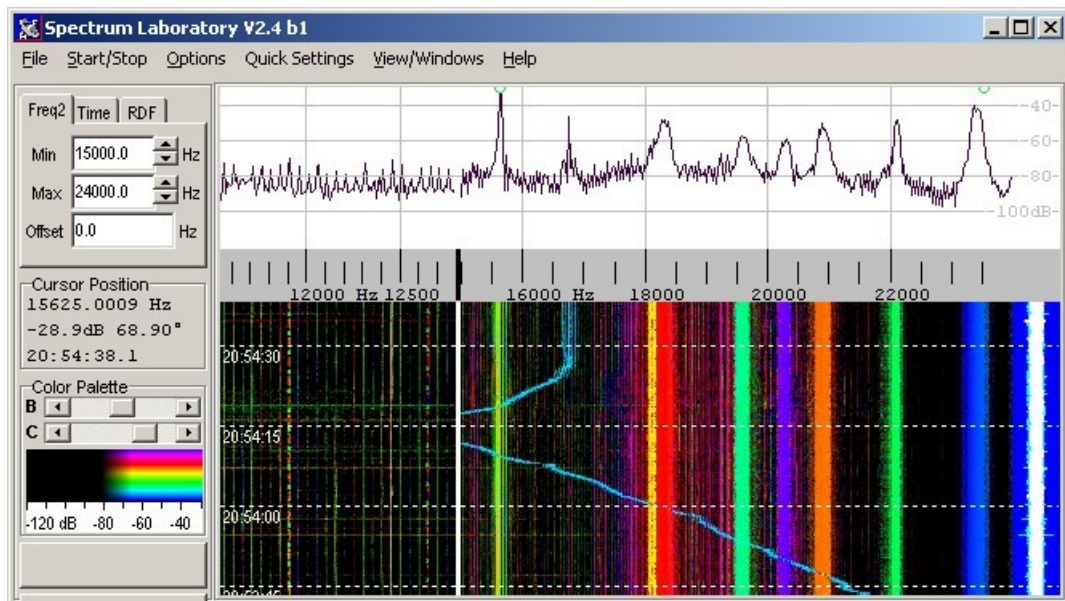 Spectrum Laboratory V2.4 b1
File Start/Stop Options Quick Settings View/Windows Help
Freq2 Time RDF
Min 15000.0 Hz
Max 24000.0 Hz
Offset 0.0 Hz
Cursor Position
15625.0009 Hz
-28.9dB 68.90°
20:54:38.1
Color Palette
B
C
-120 dB -80 -60 -40
-40-
-60-
-80-
-100dB-
12000 Hz 12500 16000 Hz 18000 20000 22000
20:54:30
20:54:15
20:54:00
20:53:45